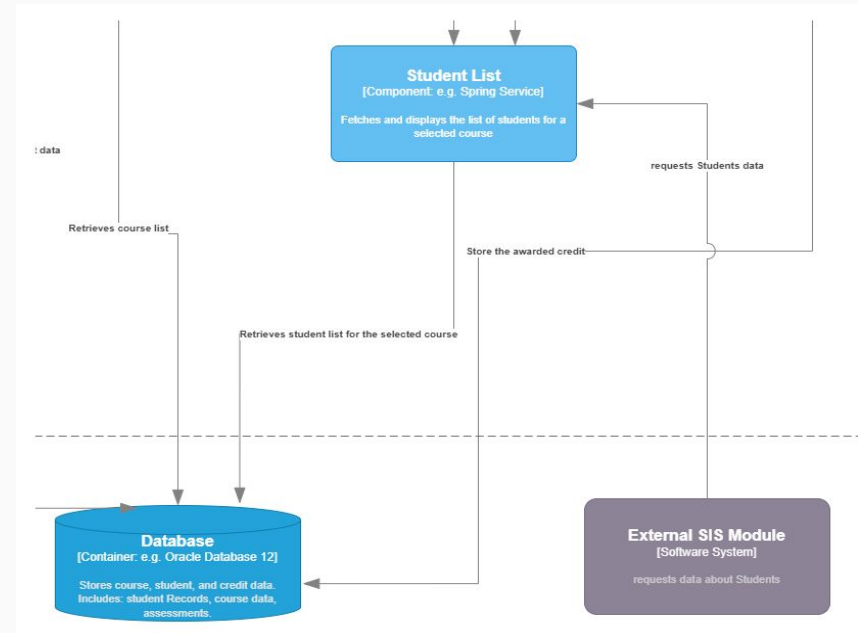 Student List
[Component: e.g. Spring Service]
Fetches and displays the list of students for a
selected course
: data
requests Students data
Retrieves course list
Store the awarded credit
Retrieves student list for the selected course
Database
[Container: e.g. Oracle Database 12]
Stores course, student, and credit data.
Includes: student Records, course data,
assessments.
External SIS Module
[Software System]
requests data about Students